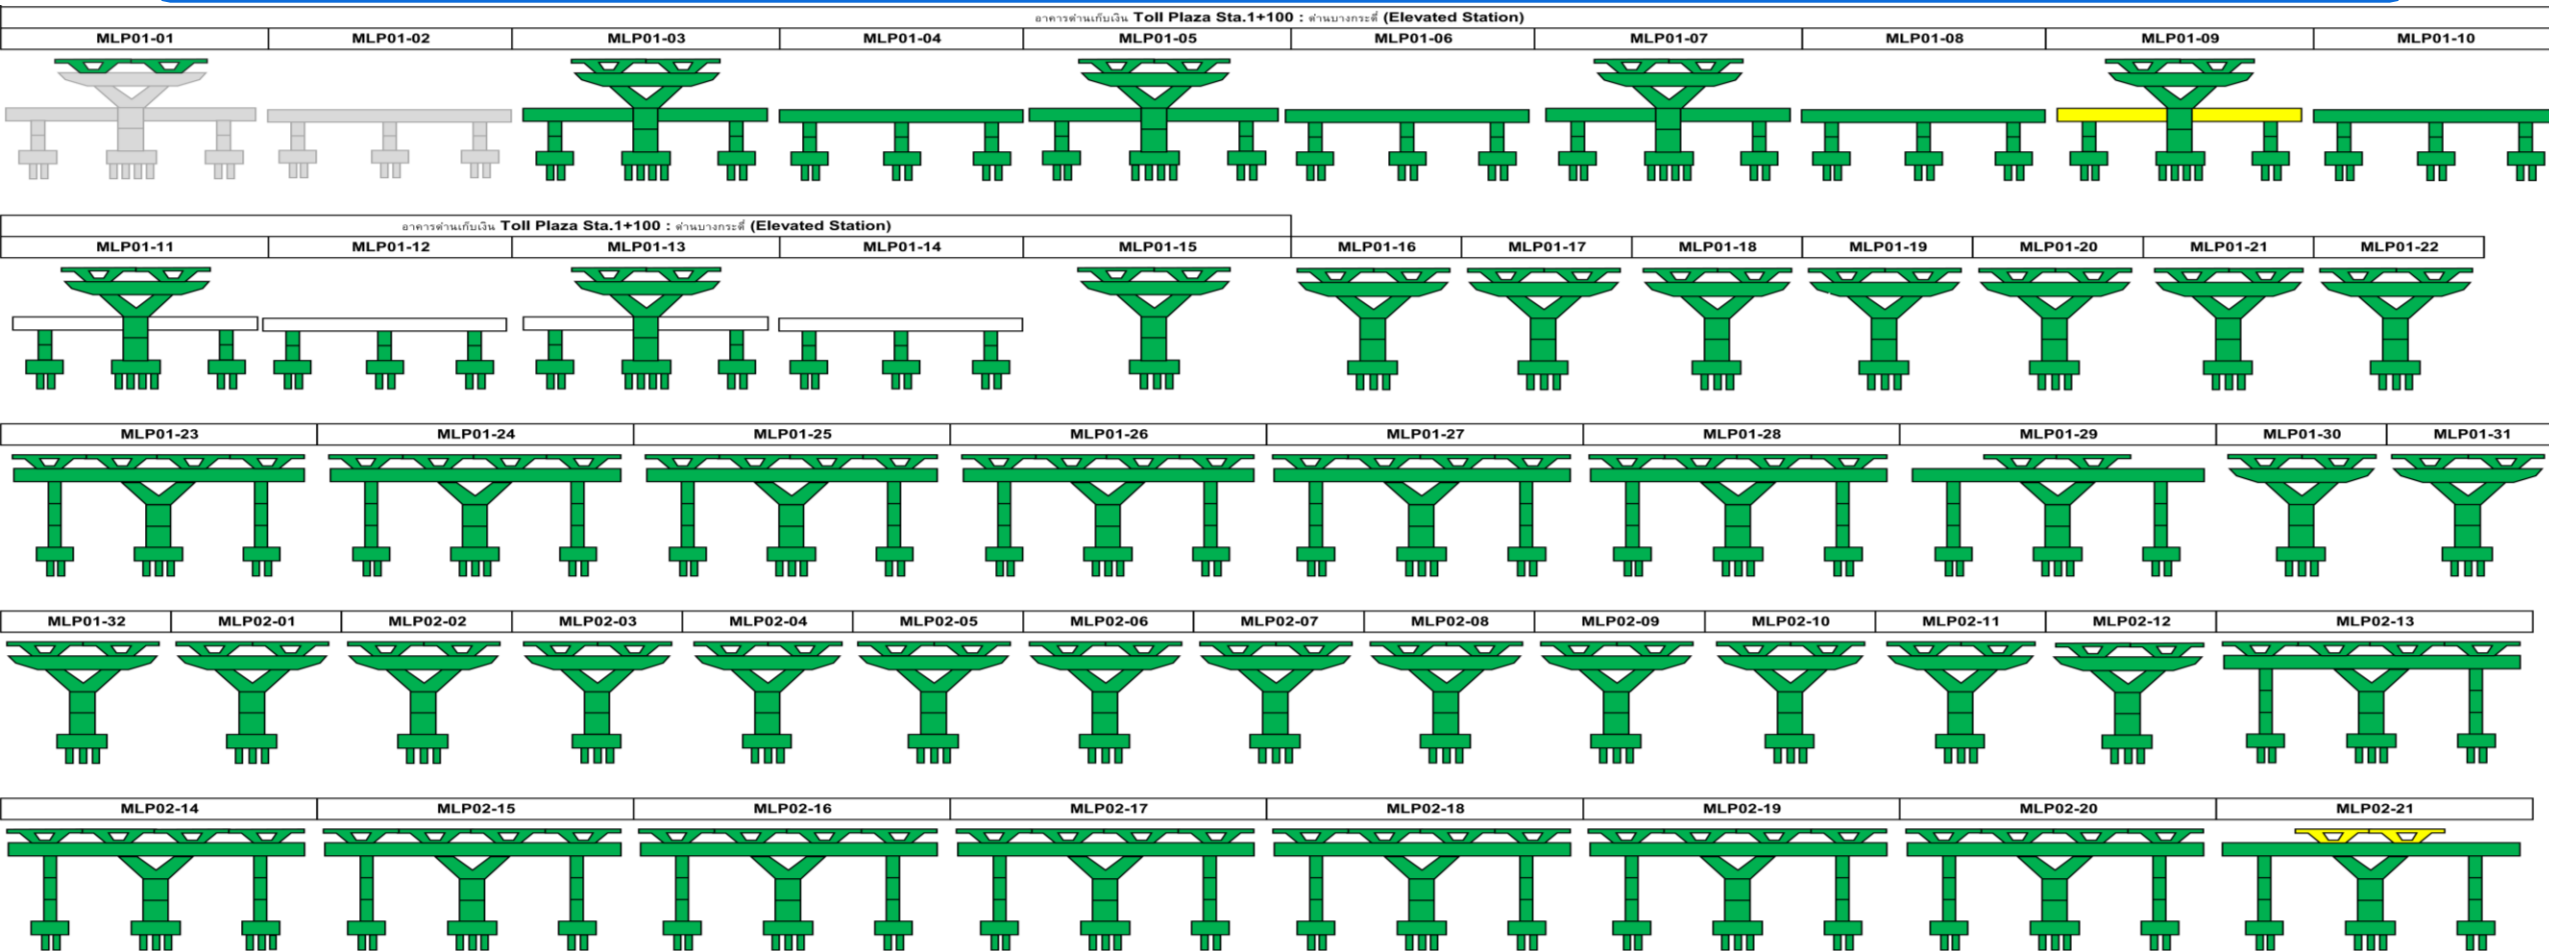 อาคารด่านเก็บเงิน Toll Plaza Sta.1+100 : ด่านบางกระดี่ (Elevated Station)
MLP01-01 MLP01-02 MLP01-03 MLP01-04 MLP01-05 MLP01-06 MLP01-07 MLP01-08 MLP01-09 MLP01-10
อาคารด่านเก็บเงิน Toll Plaza Sta.1+100 : ด่านบางกระดี่ (Elevated Station)
MLP01-11 MLP01-12 MLP01-13 MLP01-14 MLP01-15 MLP01-16 MLP01-17 MLP01-18 MLP01-19 MLP01-20 MLP01-21 MLP01-22
MLP01-23 MLP01-24 MLP01-25 MLP01-26 MLP01-27 MLP01-28 MLP01-29 MLP01-30 MLP01-31
MLP01-32 MLP02-01 MLP02-02 MLP02-03 MLP02-04 MLP02-05 MLP02-06 MLP02-07 MLP02-08 MLP02-09 MLP02-10 MLP02-11 MLP02-12 MLP02-13
MLP02-14 MLP02-15 MLP02-16 MLP02-17 MLP02-18 MLP02-19 MLP02-20 MLP02-21